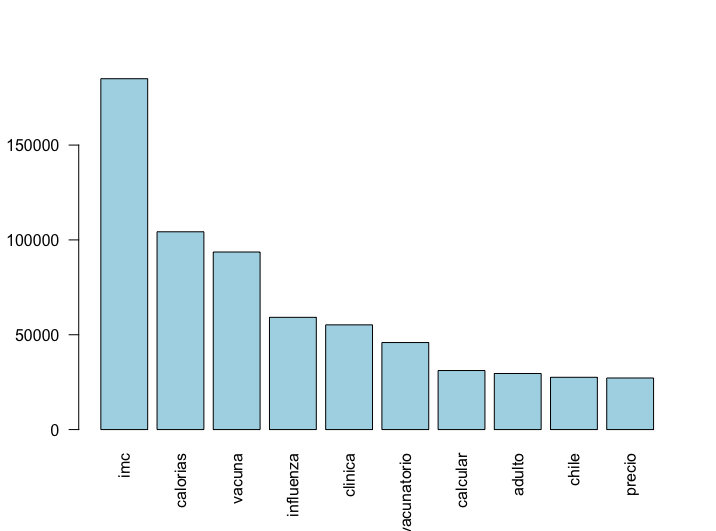 150000
100000
50000
0
imc
calorias
vacuna
influenza
clinica
vacunatorio
calcular
adulto
chile
precio